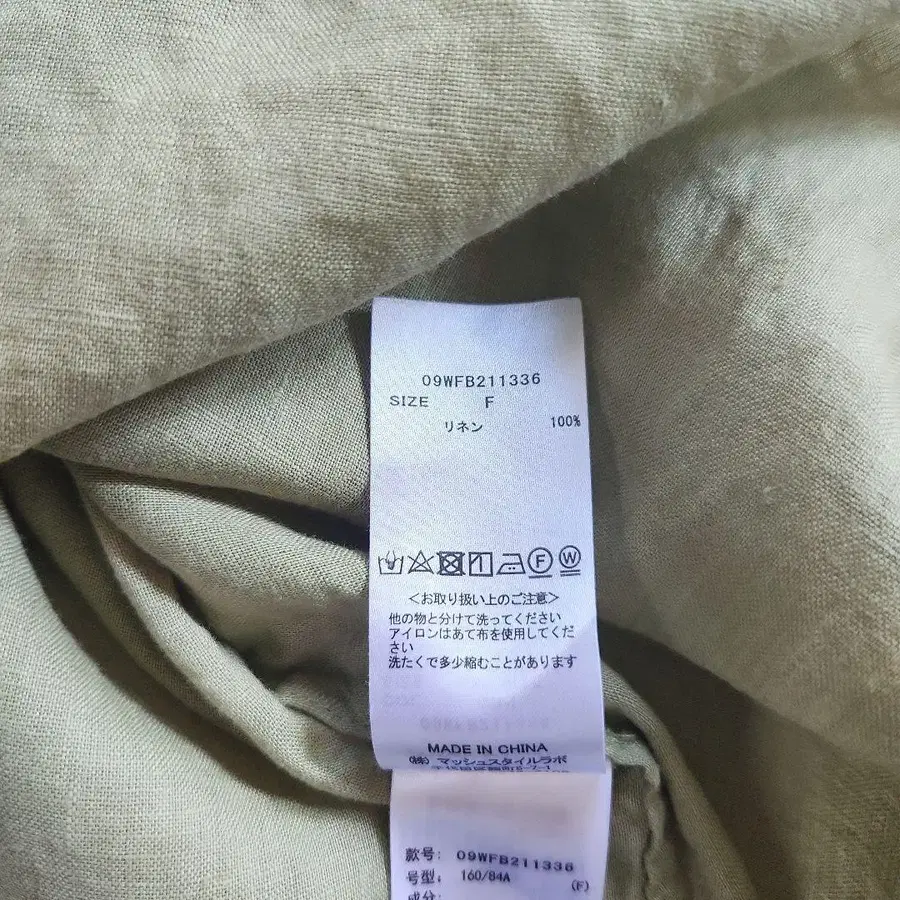 09WFB211336
SIZE F
リネン 100%
F W
<お取り扱い上のご注意>
他の物と分けて洗ってください
アイロンはあて布を使用してくだ
さい
洗たくで多少縮むことがあります
MADE IN CHINA
(株) マッシュスタイルラボ
款号: 09WFB211336
号型: 160/84A (F)
成分: